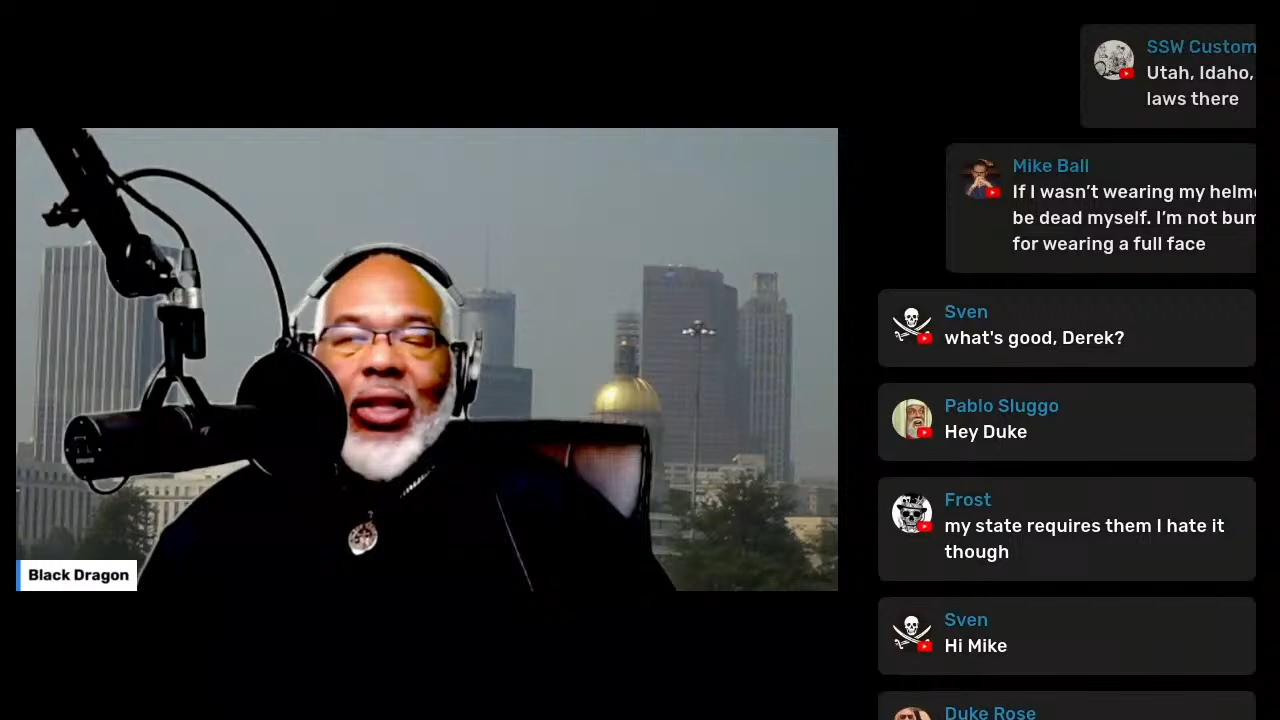 SSW Custom
Utah, Idaho,
laws there
Mike Ball
If I wasn't wearing my
be dead myself. I'm not
for wearing a full face
Sven
what's good, Derek?
Pablo Sluggo
Hey Duke
Frost
my state requires them I hate it
though
Sven
Hi Mike
Duke Rose
Black Dragon